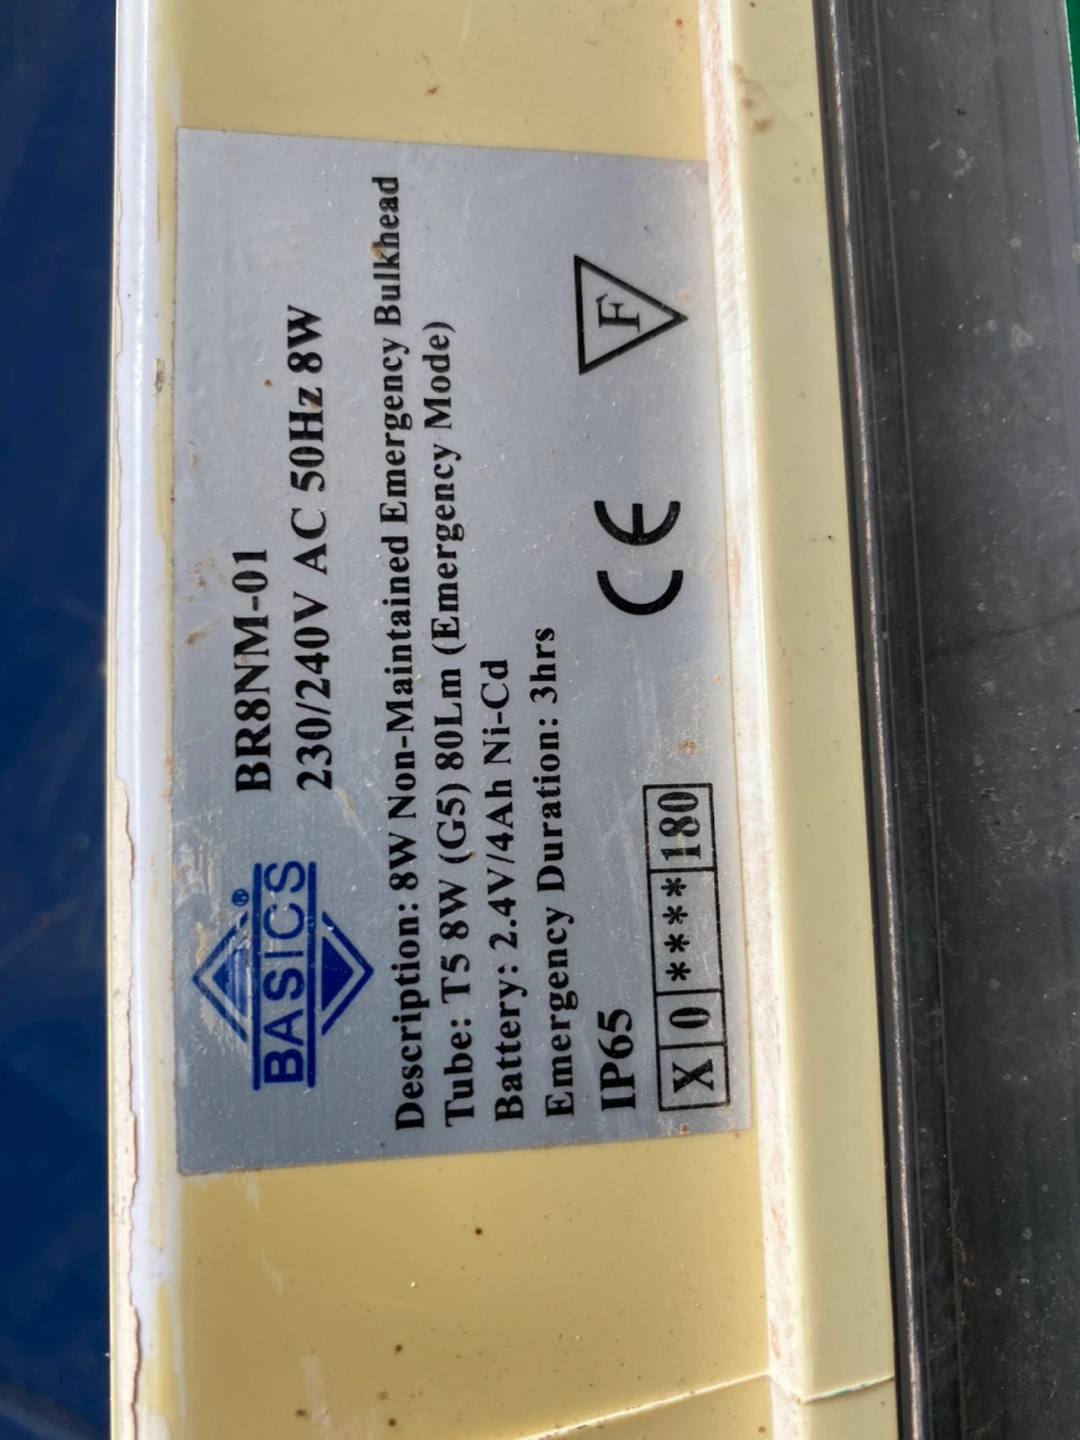 BASICS®
BR8NM-01
230/240V AC 50Hz 8W
Description: 8W Non-Maintained Emergency Bulkhead
Tube: T5 8W (G5) 80Lm (Emergency Mode)
Battery: 2.4V/4Ah Ni-Cd
Emergency Duration: 3hrs
IP65
X 0 **** 180
CE
F